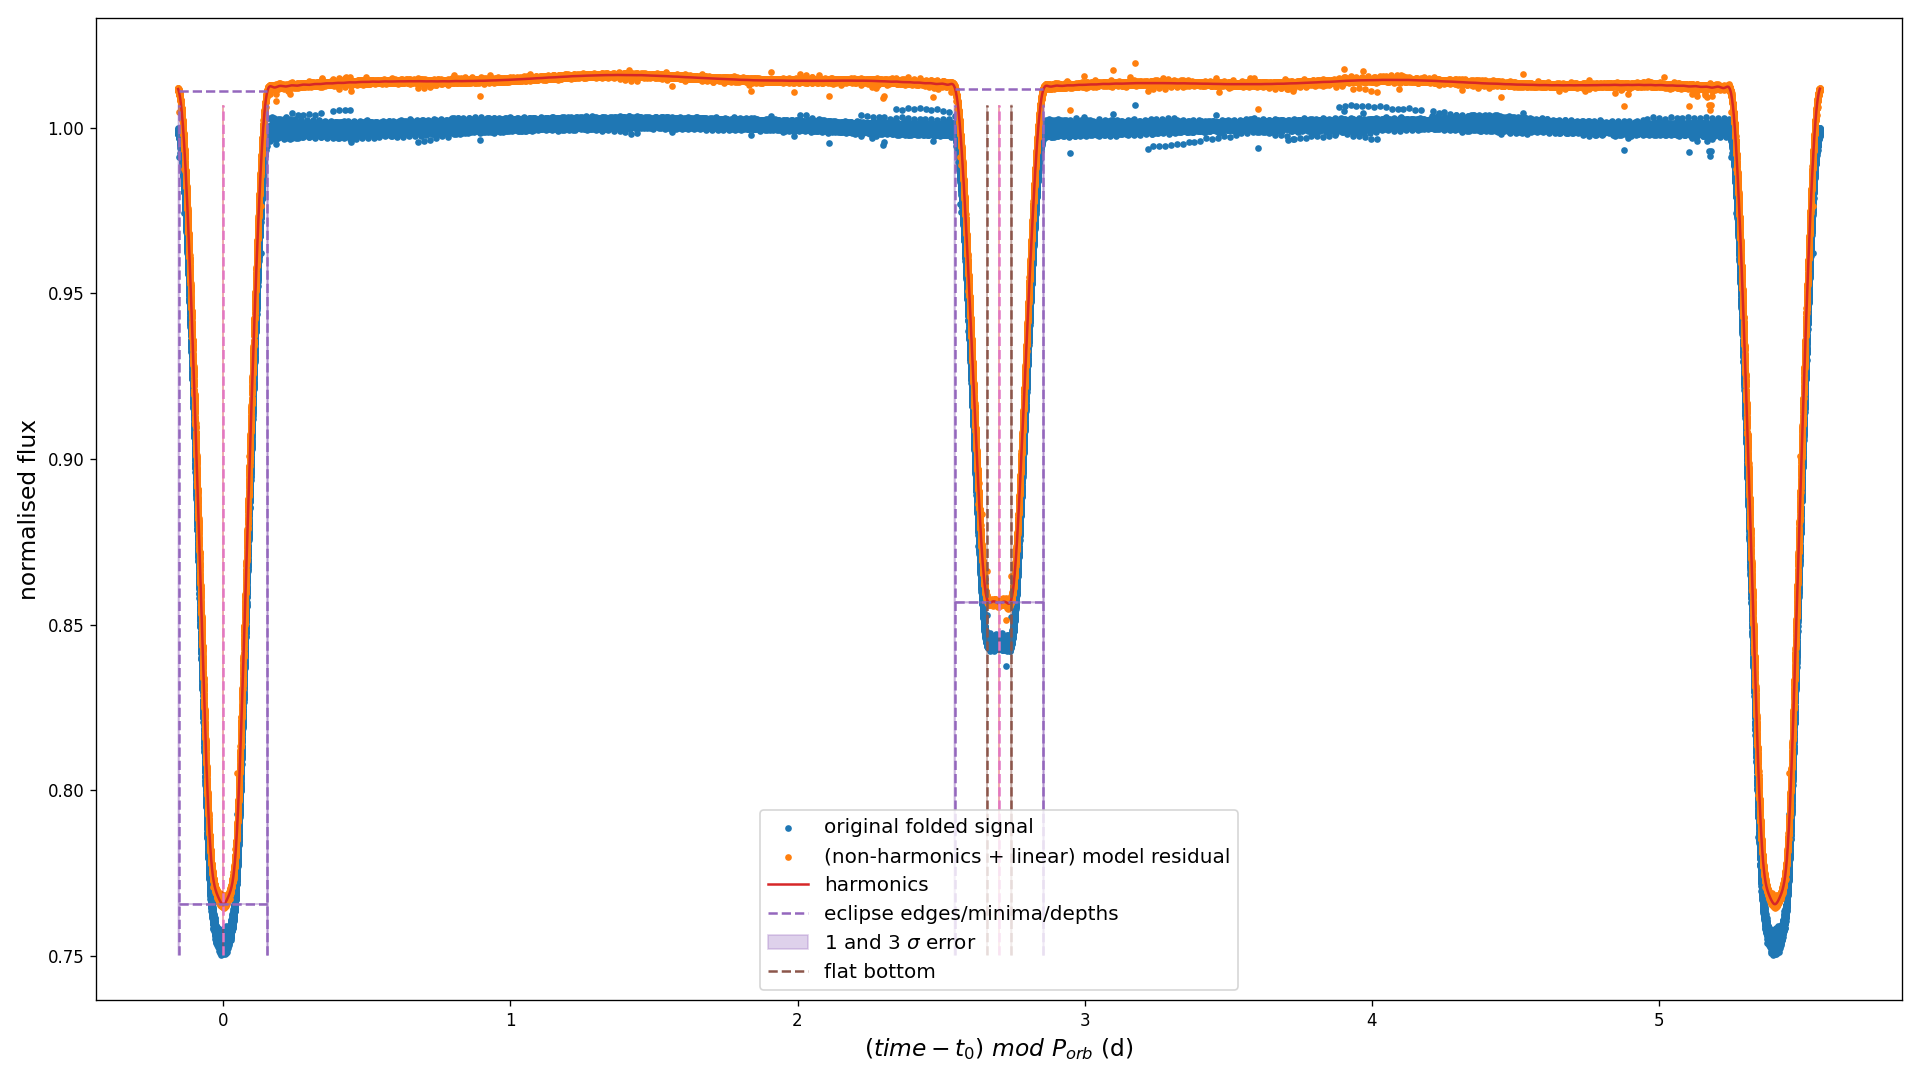 normalised flux
1.00
0.95
0.90
0.85
0.80
0.75
original folded signal
(non-harmonics + linear) model residual
harmonics
eclipse edges/minima/depths
1 and 3 σ error
flat bottom
0 1 2 3 4 5
(time − t₀) mod Pₒᵣb (d)